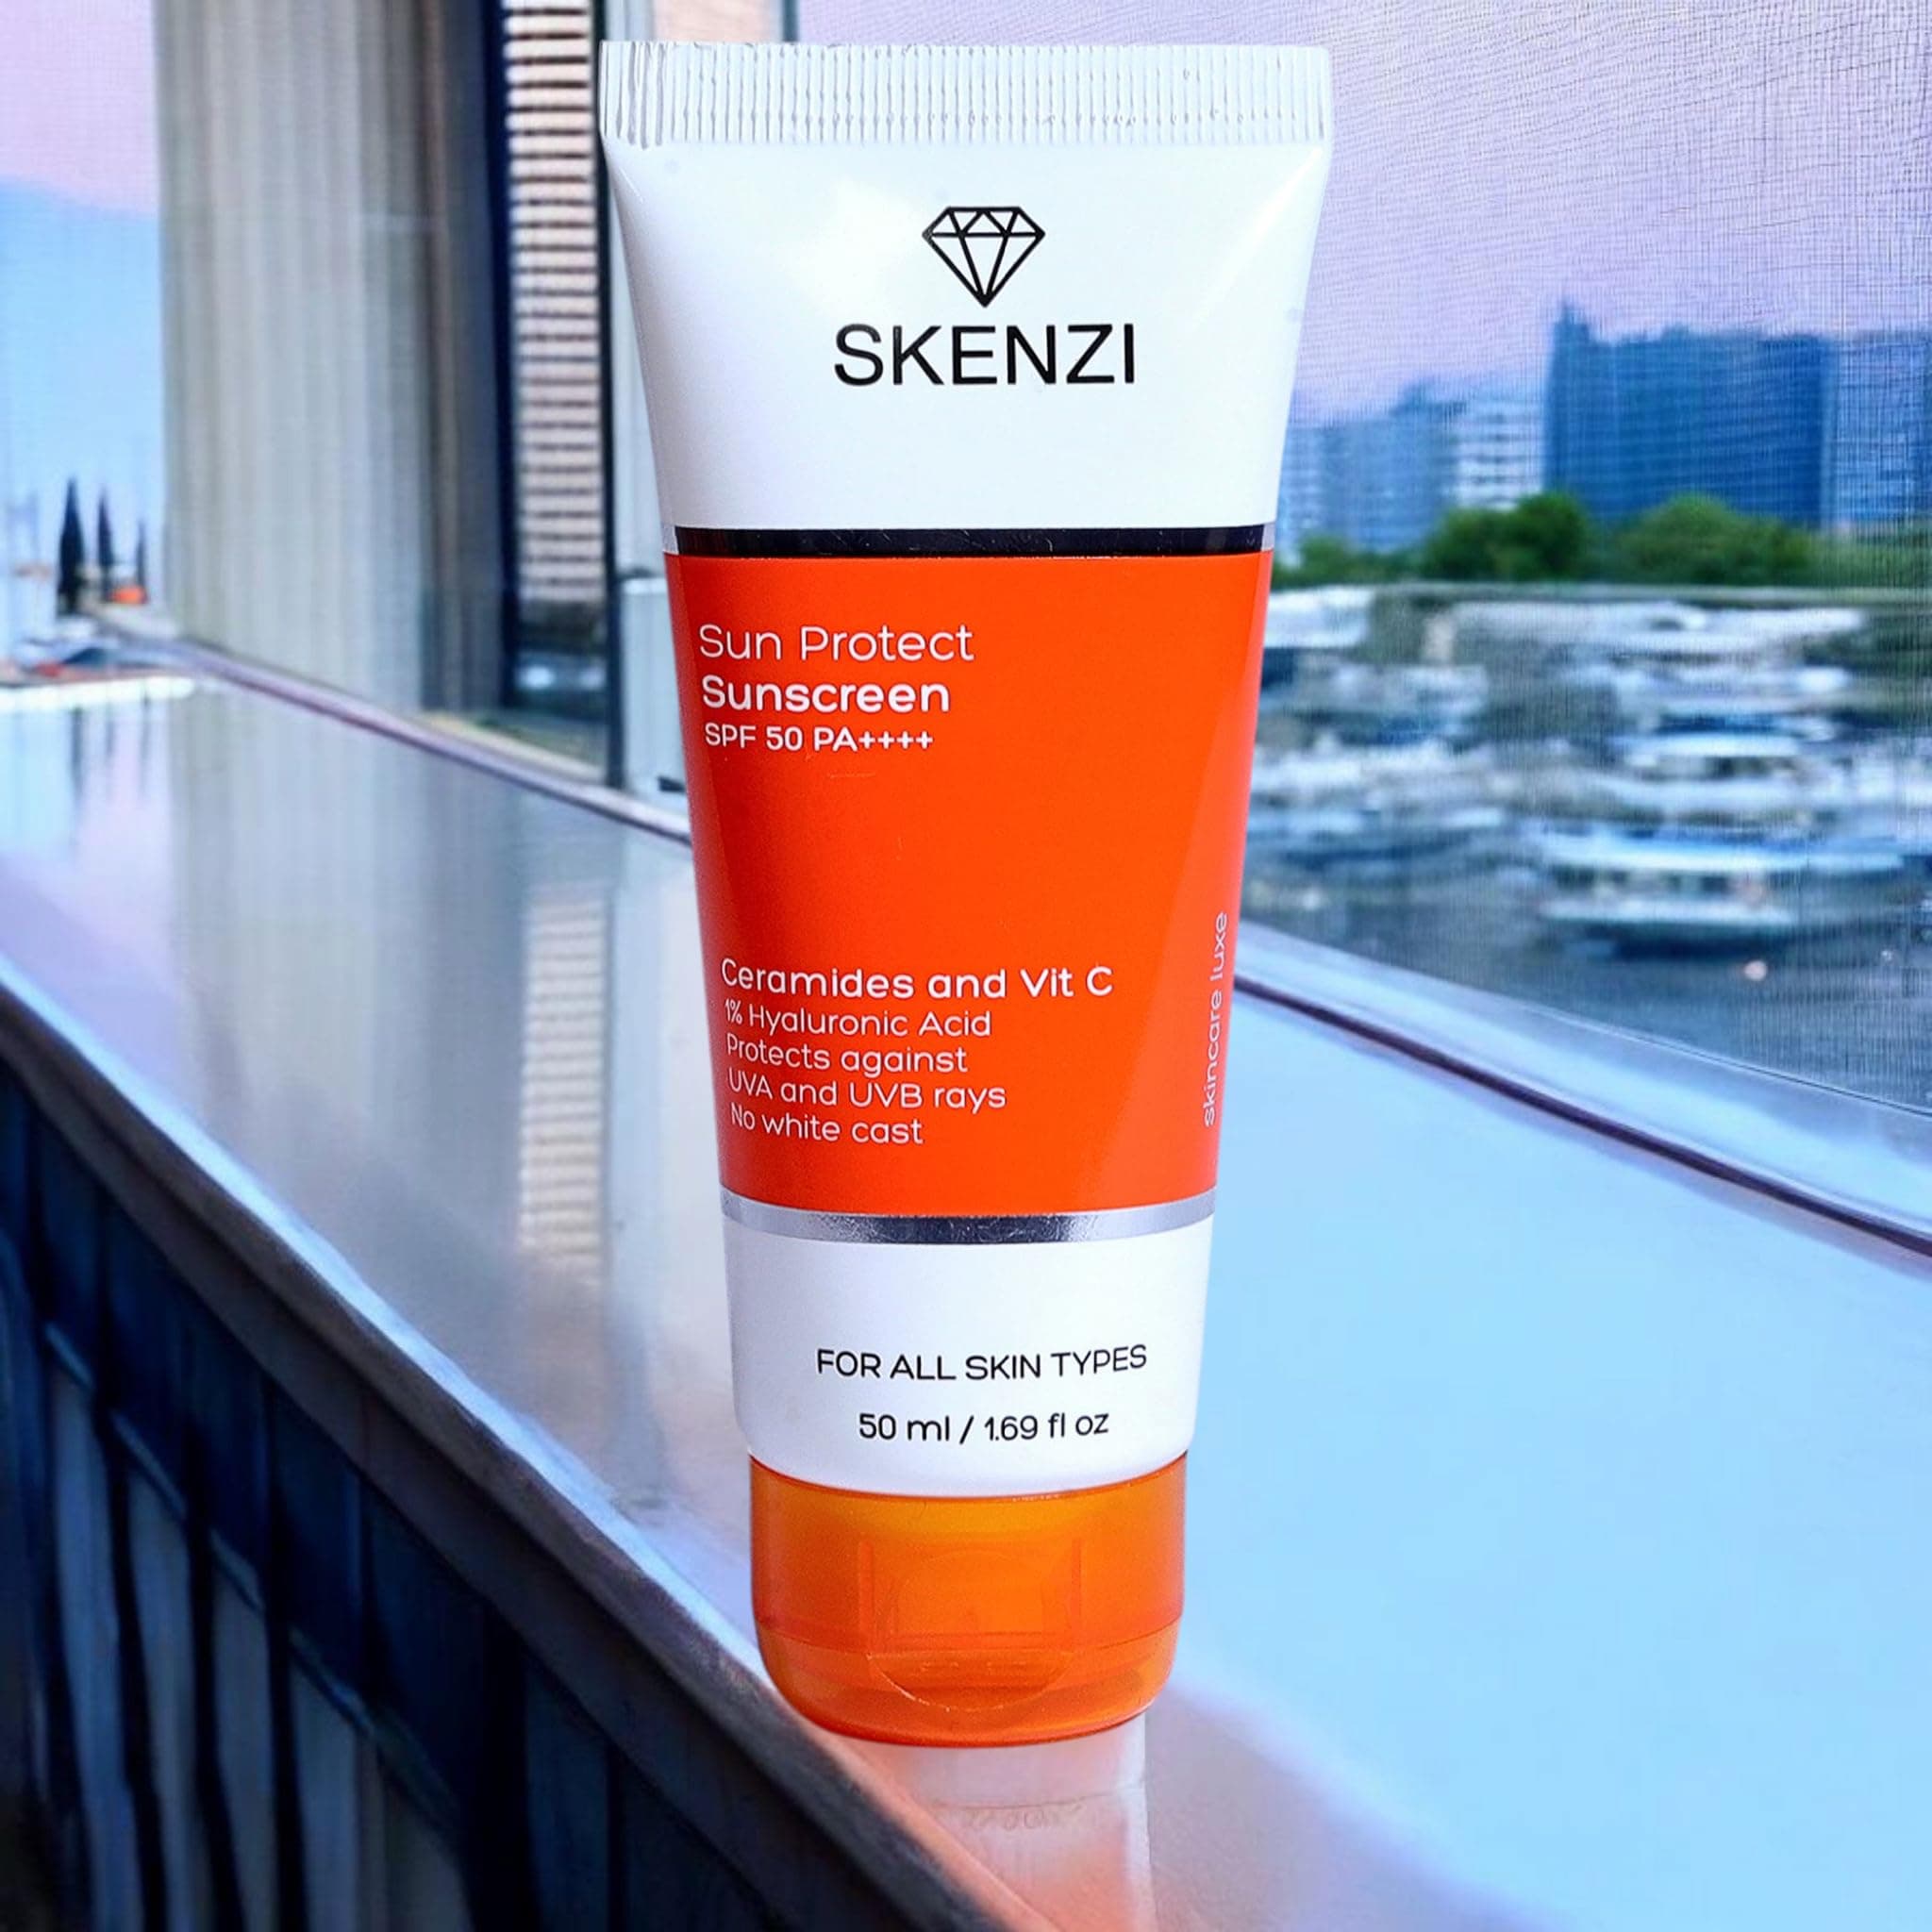 SKENZI
Sun Protect
Sunscreen
SPF 50 PA++++
Ceramides and Vit C
1% Hyaluronic Acid
Protects against
UVA and UVB rays
No white cast
skincare luxe
FOR ALL SKIN TYPES
50 ml / 1.69 fl oz